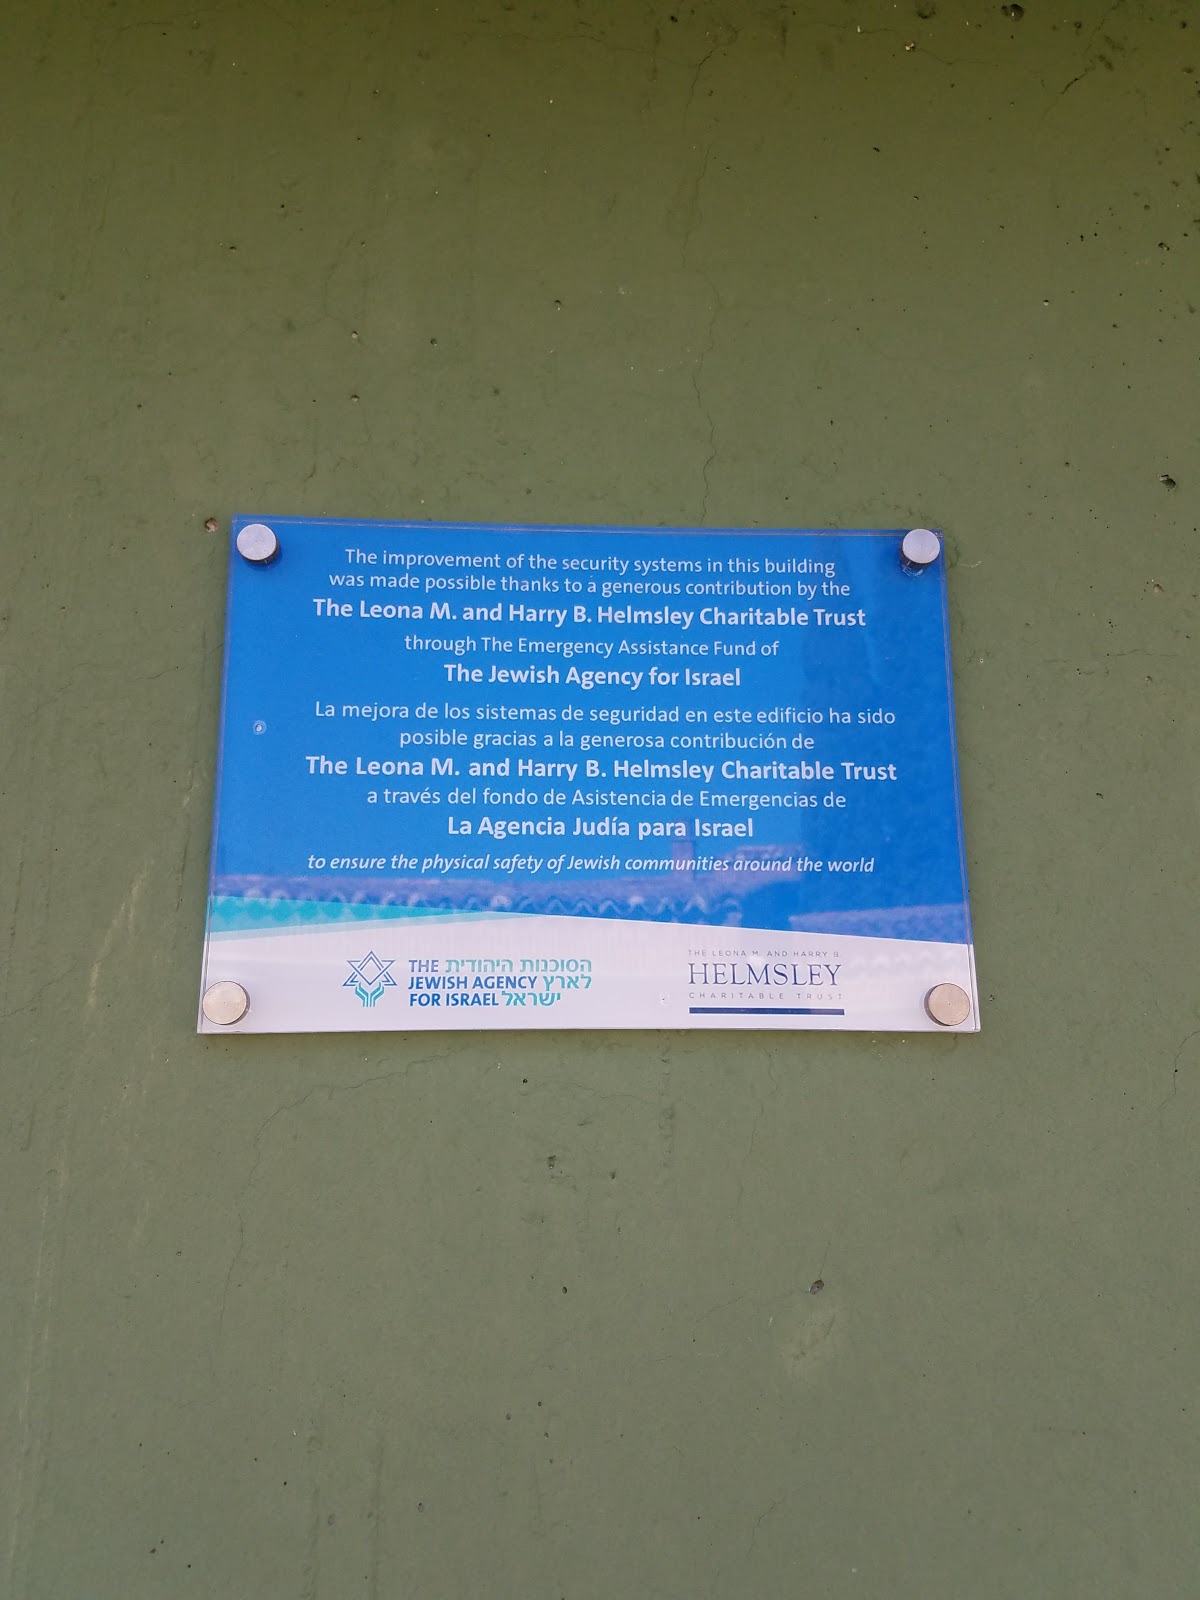 The improvement of the security systems in this building
was made possible thanks to a generous contribution by the
The Leona M. and Harry B. Helmsley Charitable Trust
through The Emergency Assistance Fund of
The Jewish Agency for Israel
La mejora de los sistemas de seguridad en este edificio ha sido
posible gracias a la generosa contribución de
The Leona M. and Harry B. Helmsley Charitable Trust
a través del fondo de Asistencia de Emergencias de
La Agencia Judía para Israel
to ensure the physical safety of Jewish communities around the world
THE הסוכנות היהודית
JEWISH AGENCY לארץ
FOR ISRAEL ישראל
THE LEONA M. AND HARRY B.
HELMSLEY
CHARITABLE TRUST